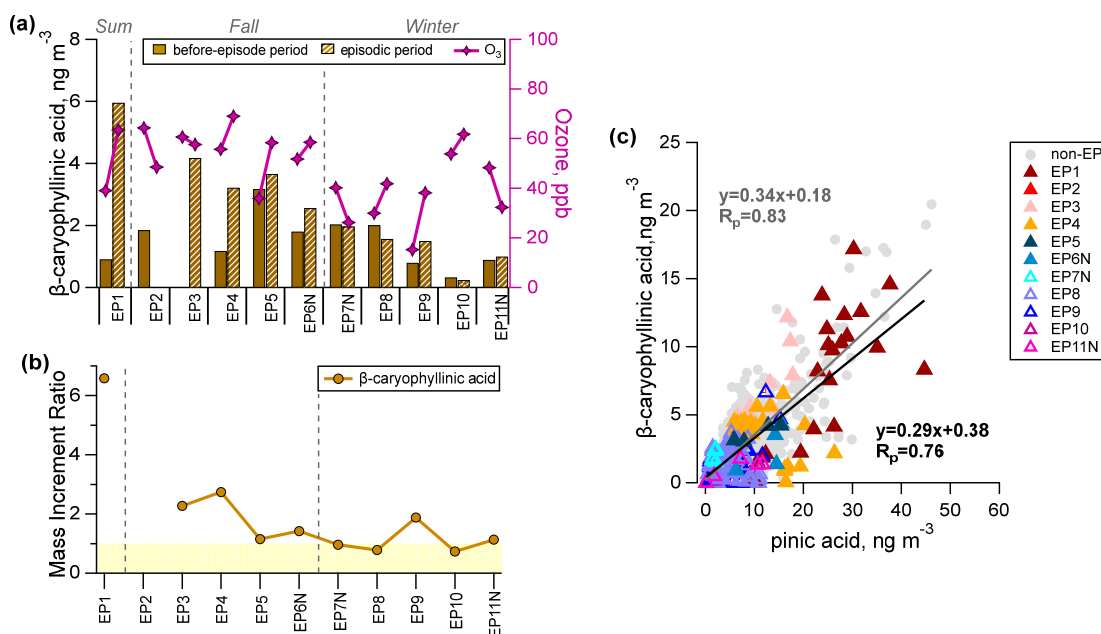 (a)
Sum
Fall
Winter
β-caryophyllinic acid, ng m⁻³
8
6
4
2
0
before-episode period
episodic period
O₃
100
80
60
40
20
0
Ozone, ppb
EP1
EP2
EP3
EP4
EP5
EP6N
EP7N
EP8
EP9
EP10
EP11N
(b)
Mass Increment Ratio
6
4
2
0
β-caryophyllinic acid
EP1
EP2
EP3
EP4
EP5
EP6N
EP7N
EP8
EP9
EP10
EP11N
(c)
β-caryophyllinic acid,ng m⁻³
25
20
15
10
5
0
y=0.34x+0.18
Rₚ=0.83
y=0.29x+0.38
Rₚ=0.76
0 10 20 30 40 50 60
pinic acid, ng m⁻³
non-EP
EP1
EP2
EP3
EP4
EP5
EP6N
EP7N
EP8
EP9
EP10
EP11N